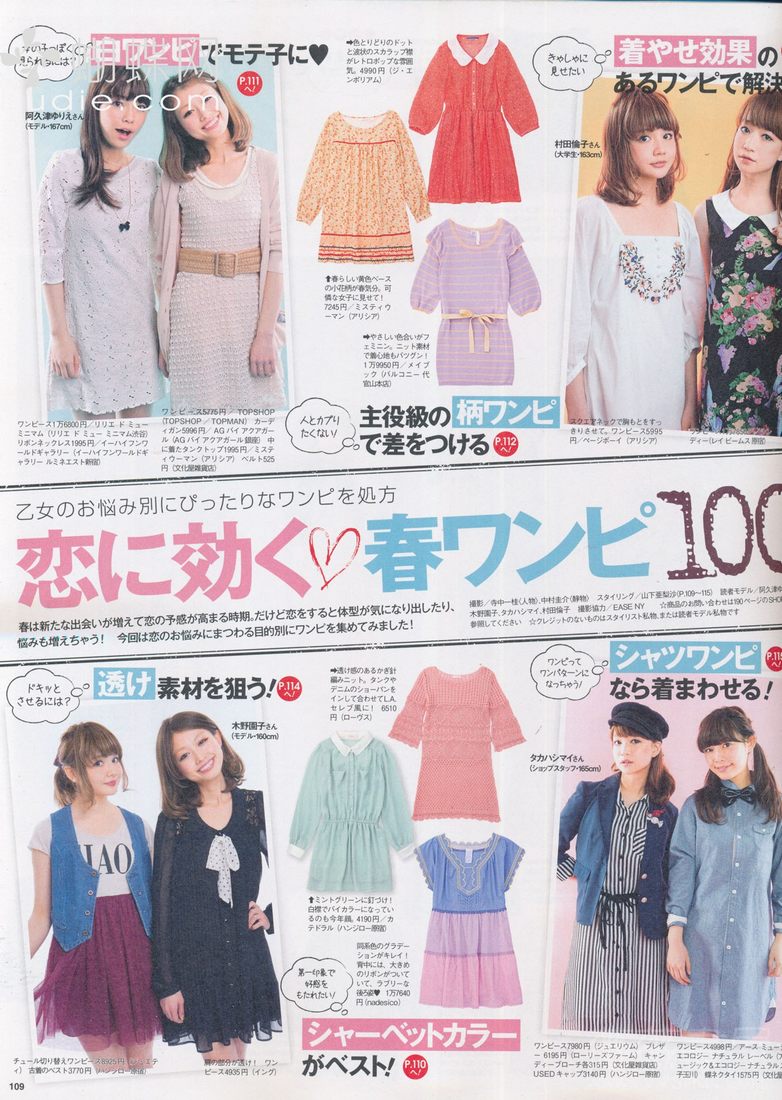 女の子っぽく
見られるには?
白ワンピでモテ子に♥
P.111へ!
udie.com
阿久津ゆりえさん
(モデル・167cm)
➡色とりどりのドット
と波状のスカラップ襟
がレトロポップな雰囲
気。4990円(ジ・エ
ンポリアム)
⬆春らしい黄色ベース
の小花柄が春気分。可
憐な女子に見せて!
7245円/ミスティウ
ーマン(アリシア)
➡やさしい色合いがフ
ェミニン。ニット素材
で着心地もバツグン!
1万9950円/メイブ
ック(バルコニー 代官
山本店)
ワンピース1万6800円/リリエ ド ミュー
ミニマム(リリエ ド ミュー ミニマム渋谷)
リボンネックレス1995円/イーハイフーワー
ルドギャラリー(イーハイフンワールドギャ
ラリー ルミネエスト新宿)
ワンピース5775円/TOPSHOP
(TOPSHOP/TOPMAN)カーデ
ィガン5996円/AG バイ アクアガー
ル(AG バイ アクアガール 銀座)中
に着たタンクトップ1995円/ミステ
ィウーマン(アリシア)ベルト525
円(文化屋雑貨店)
人とカブリ
たくない!
主役級の柄ワンピ
で差をつける
P.112へ!
きゃしゃに
見せたい
着やせ効果の
あるワンピで解決
村田倫子さん
(大学生・163cm)
スクエアネックで胸もとをすっ
きりさせて。ワンピース5995
円/ページボーイ(アリシア)
ディー(レイ ビームス 原宿)
乙女のお悩み別にぴったりなワンピを処方
恋に効く♡春ワンピ100
春は新たな出会いが増えて恋の予感が高まる時期。だけど恋をすると体型が気になり出したり、
悩みも増えちゃう! 今回は恋のお悩みにまつわる目的別にワンピを集めてみました!
撮影/寺中一桂(人物)、中村圭介(静物) スタイリング/山下亜梨沙(P.109〜115) 読者モデル/阿久津ゆ
木野園子、タカハシマイ、村田倫子 撮影協力/EASE NY ☆商品のお問い合わせは190ページのSHO
参照してください ☆クレジットのないものはスタイリスト私物、または読者モデル私物です
ドキッと
させるには?
透け素材を狙う!
P.114へ!
木野園子さん
(モデル・160cm)
➡透け感のあるかぎ針
編みニット。タンクや
デニムのショーパンを
インして合わせてL.A.
セレブ風に! 6510
円(ローヴス)
⬆ミントグリーンに釘づけ!
白襟でバイカラーになっている
のも今年顔。4190円/カ
テドラル(ハンジロー原宿)
同系色のグラデー
ションがキレイ!
背中には、大きめ
のリボンがついて
いて、ラブリーな
後ろ姿♥ 1万7640
円(nadesico)
CIAO
チュール切り替えワンピース8925円(ジュエティ
) 古着のベスト3770円(ハンジロー原宿)
肩の部分が透け! ワン
ピース4935円(イング)
第一印象で
好感を
もたれたい!
シャーベットカラー
がベスト!
P.110へ!
ワンピって
ワンパターンに
なっちゃう!
シャツワンピ
なら着まわせる!
タカハシマイさん
(ショップスタッフ・165cm)
ワンピース7980円(ジュエリウム) ブレザ
ー6195円(ローリーズファーム) キャン
ディーブローチ各315円(文化屋雑貨店)
USEDキャップ3140円(ハンジロー原宿)
ワンピース4998円/アース ミュー
エコロジー ナチュラル レーベル(ア
ュージック&エコロジー ナチュラル
子玉川) 蝶ネクタイ1575円(文化屋
109